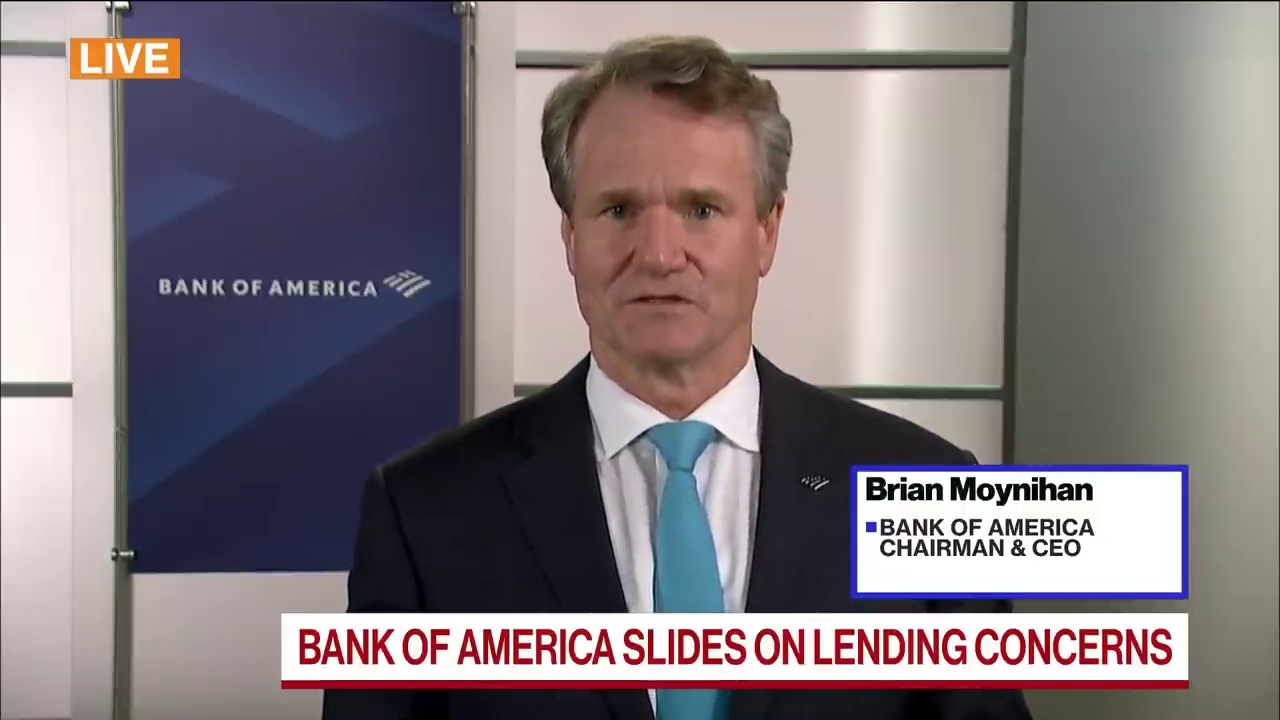 LIVE
BANK OF AMERICA
Brian Moynihan
BANK OF AMERICA
CHAIRMAN & CEO
BANK OF AMERICA SLIDES ON LENDING CONCERNS